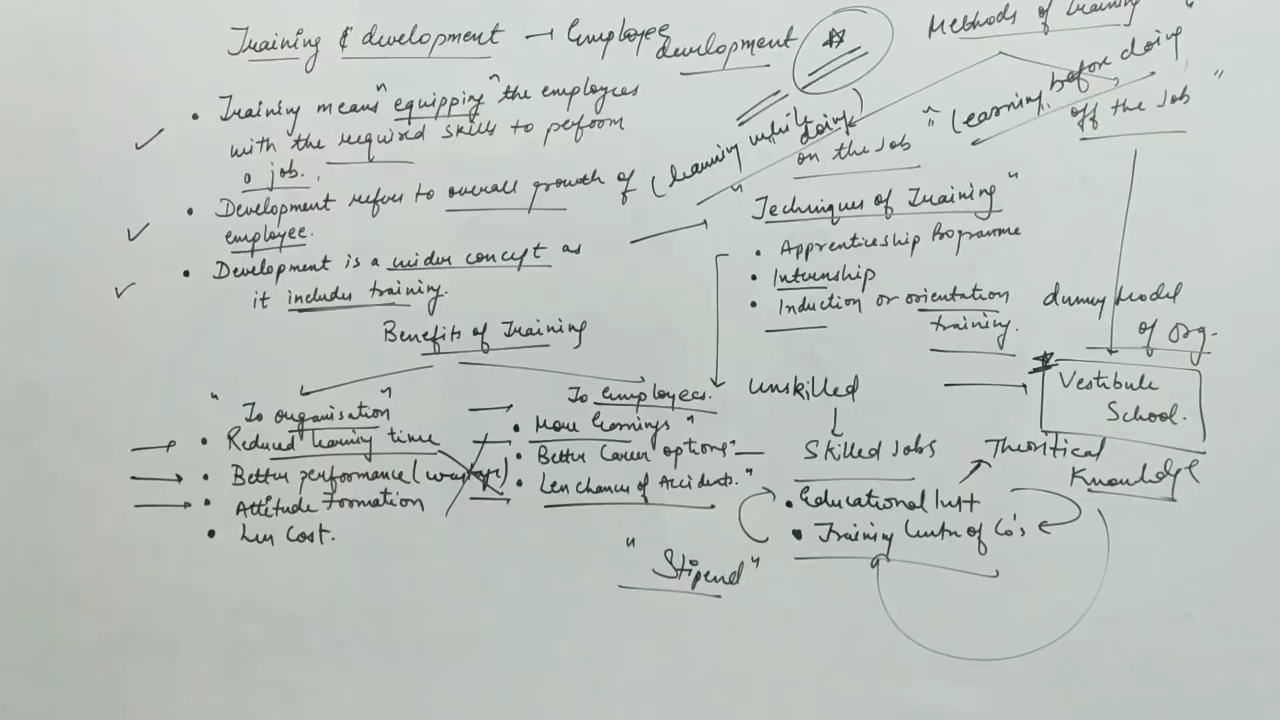 Training & development → Employee
development
• Training means "equipping" the employees
with the required skills to perform
a job.
• Development refers to overall growth of
employee.
• Development is a wider concept as
it includes training.
Benefits of Training
"To organisation"
• Reduced learning time
• Better performance (
• Attitude Formation
• Less Cost.
To Employees.
• More Earnings"
• Better Career options"
• Less chances of Accidents."
"Stipend"
Methods of Training
(learning while
doing)
on the Job
"(Learning before doing
off the Job"
"Techniques of Training"
• Apprenticeship Programme
• Internship
• Induction or orientation
training.
Unskilled
Skilled Jobs
• Educational Inst
• Training Centre of Co's
dummy Model
of Org.
Vestibule
School.
Theoritical
Knowledge